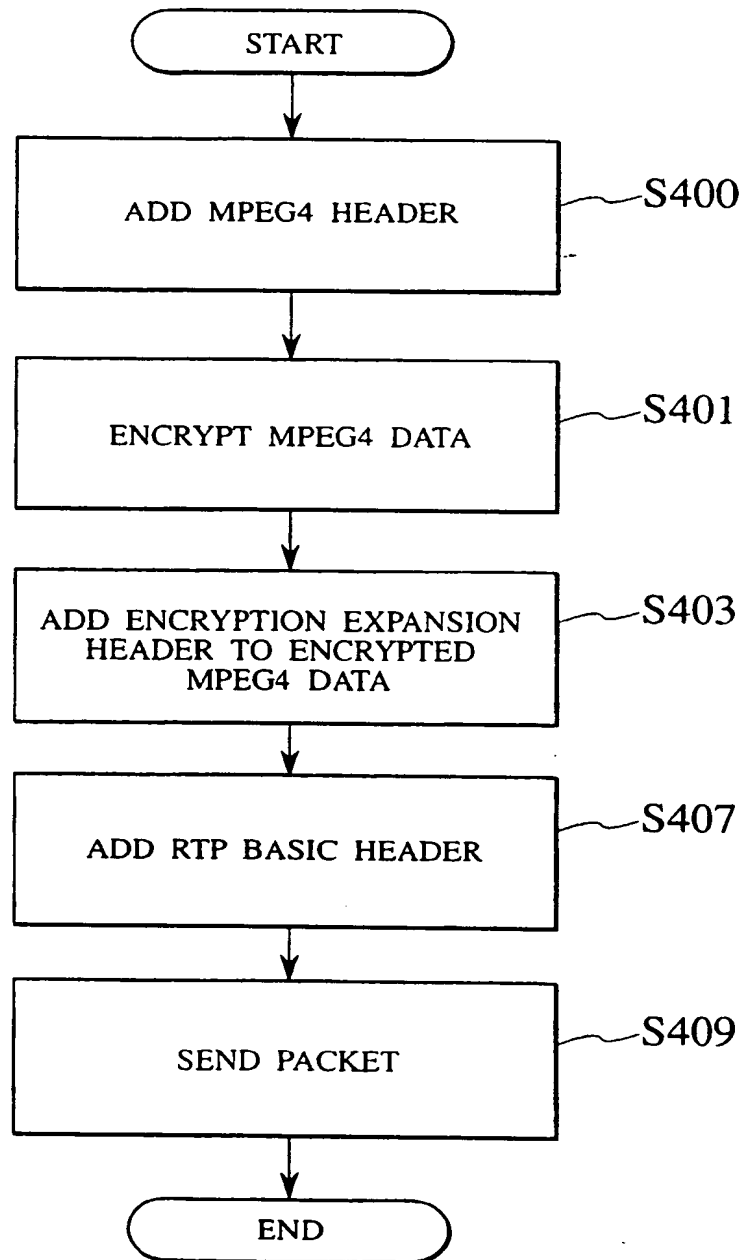 START
ADD MPEG4 HEADER
S400
ENCRYPT MPEG4 DATA
S401
ADD ENCRYPTION EXPANSION
HEADER TO ENCRYPTED
MPEG4 DATA
S403
ADD RTP BASIC HEADER
S407
SEND PACKET
S409
END